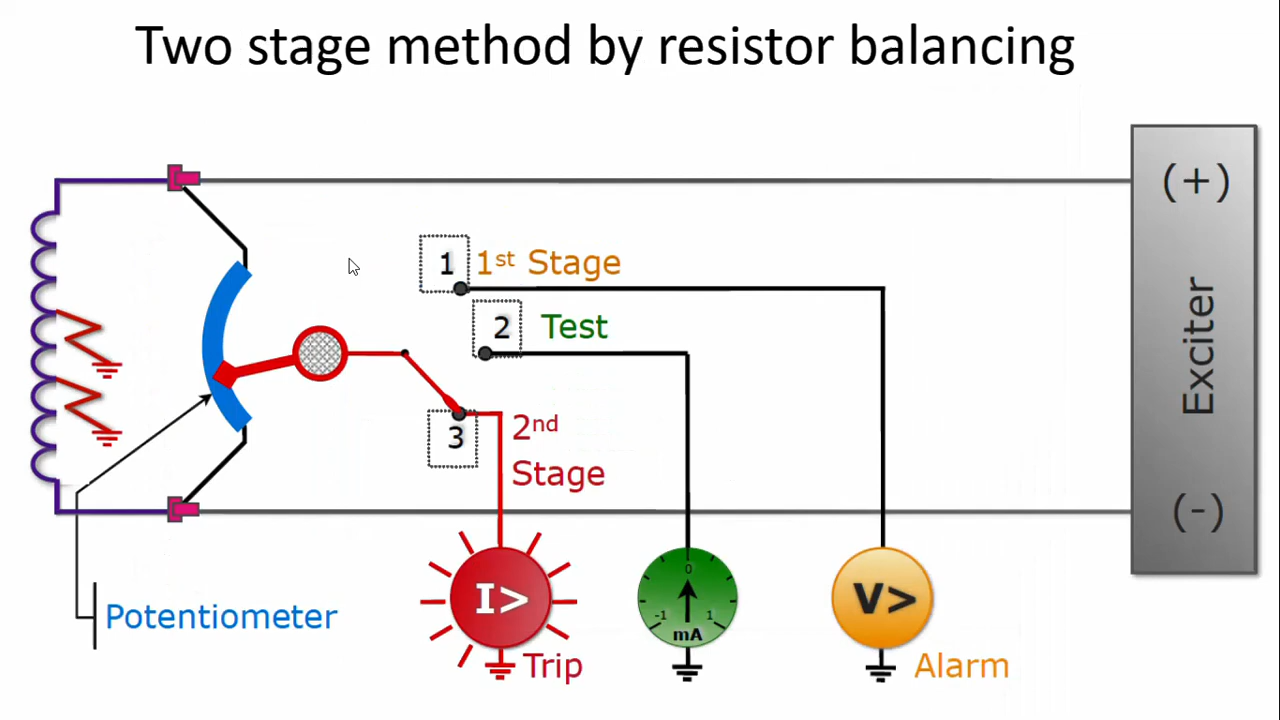 Two stage method by resistor balancing
(+)
1 1st Stage
2 Test
Exciter
3 2nd
Stage
(-)
I>
0
-1 1
mA
V>
Potentiometer
Trip
Alarm